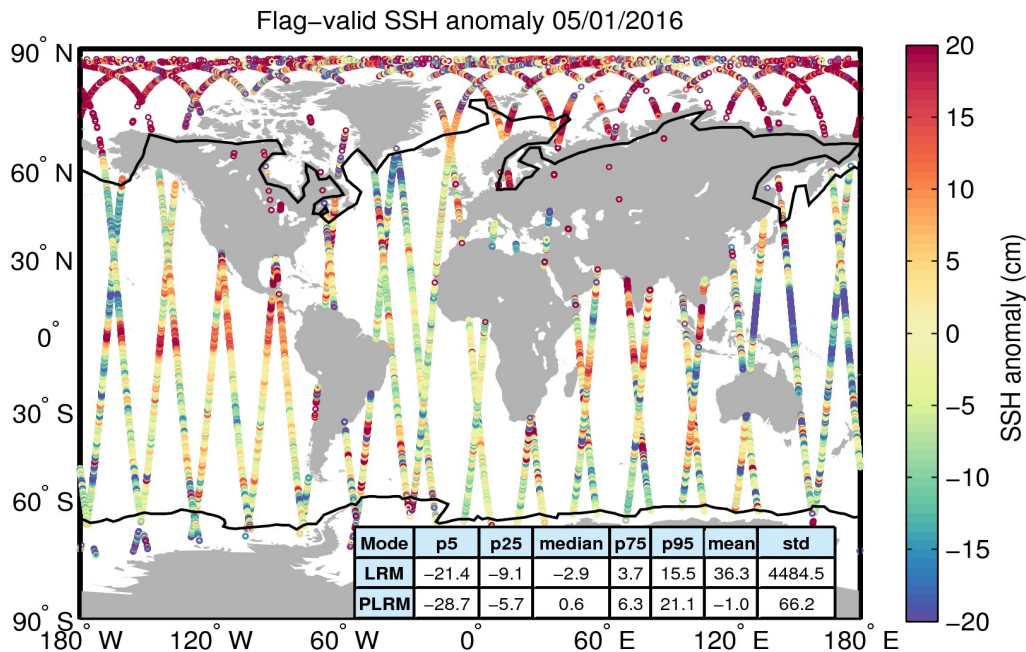 Flag−valid SSH anomaly 05/01/2016
90° N
60° N
30° N
0°
30° S
60° S
90° S
180° W
120° W
60° W
0°
60° E
120° E
180° E
Mode p5 p25 median p75 p95 mean std
LRM −21.4 −9.1 −2.9 3.7 15.5 36.3 4484.5
PLRM −28.7 −5.7 0.6 6.3 21.1 −1.0 66.2
20
15
10
5
0
−5
−10
−15
−20
SSH anomaly (cm)